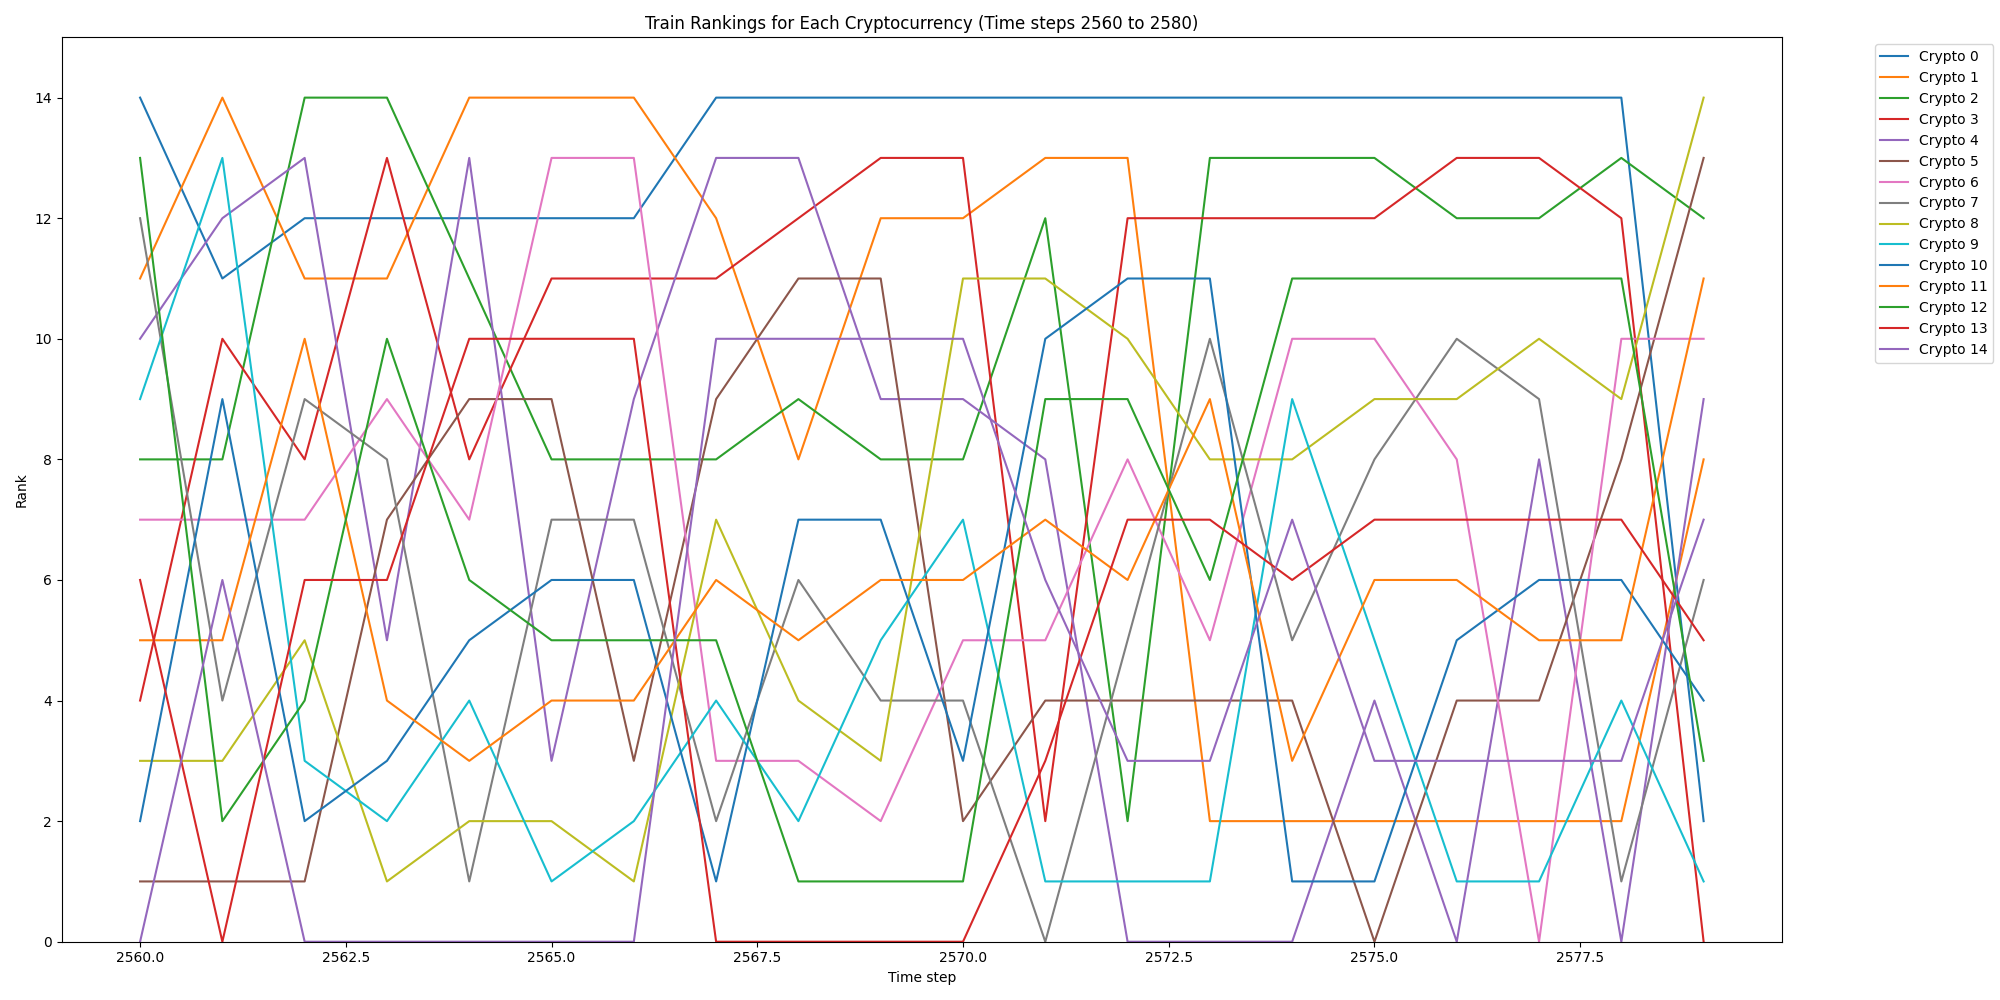 Train Rankings for Each Cryptocurrency (Time steps 2560 to 2580)
Crypto 0
Crypto 1
Crypto 2
Crypto 3
Crypto 4
Crypto 5
Crypto 6
Crypto 7
Crypto 8
Crypto 9
Crypto 10
Crypto 11
Crypto 12
Crypto 13
Crypto 14
14
12
10
8
6
4
2
0
Rank
2560.0 2562.5 2565.0 2567.5 2570.0 2572.5 2575.0 2577.5
Time step